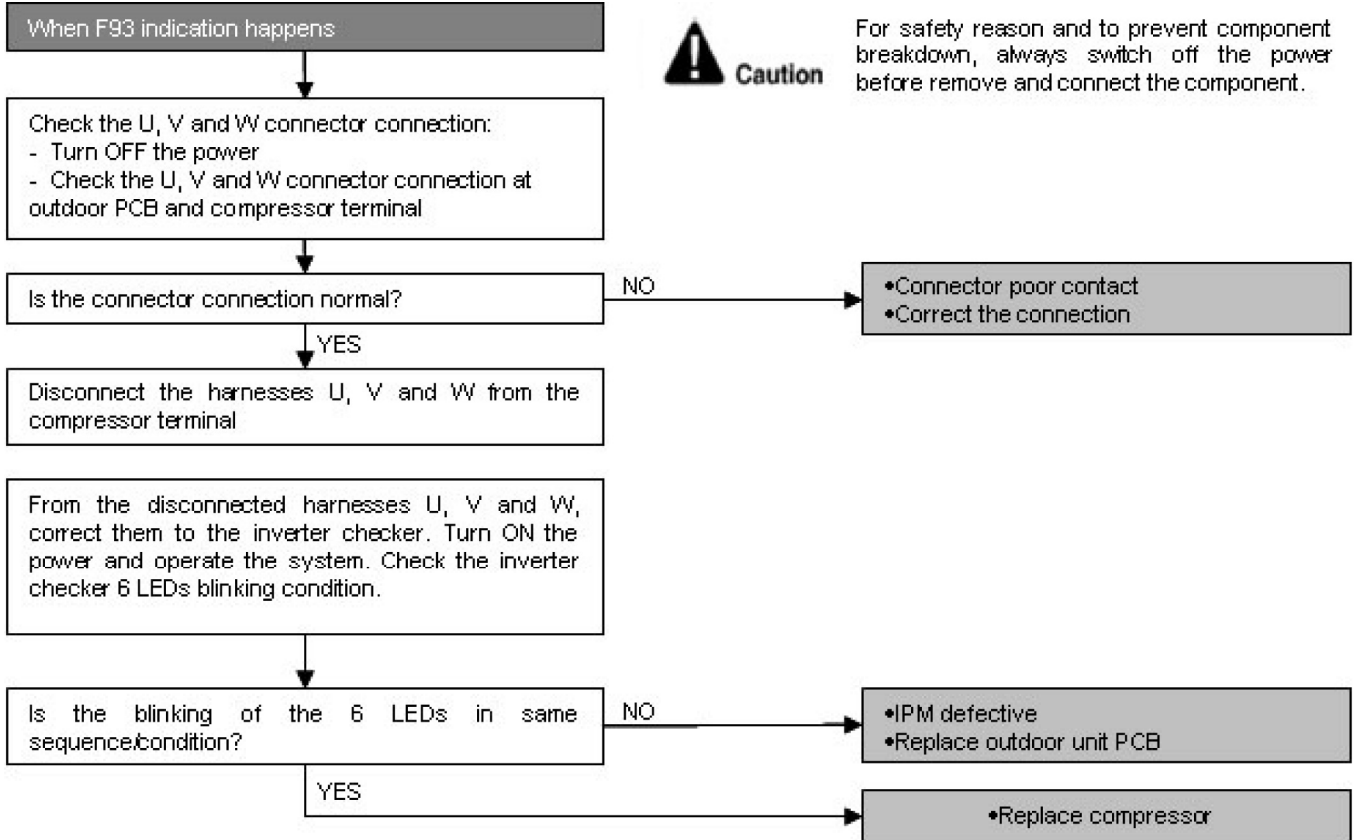 When F93 indication happens
Caution
For safety reason and to prevent component
breakdown, always switch off the power
before remove and connect the component.
Check the U, V and W connector connection:
- Turn OFF the power
- Check the U, V and W connector connection at
outdoor PCB and compressor terminal
Is the connector connection normal?
NO
•Connector poor contact
•Correct the connection
YES
Disconnect the harnesses U, V and W from the
compressor terminal
From the disconnected harnesses U, V and W,
correct them to the inverter checker. Turn ON the
power and operate the system. Check the inverter
checker 6 LEDs blinking condition.
Is the blinking of the 6 LEDs in same
sequence/condition?
NO
•IPM defective
•Replace outdoor unit PCB
YES
•Replace compressor